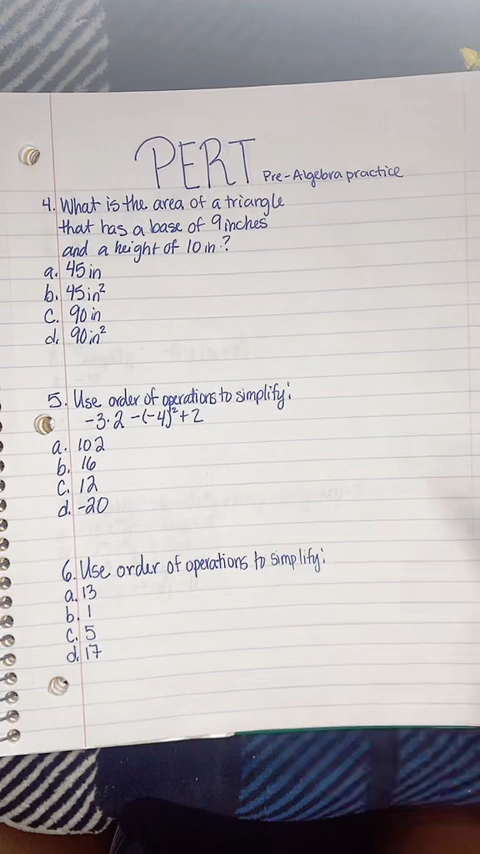 PERT Pre-Algebra practice
4. What is the area of a triangle
that has a base of 9 inches
and a height of 10 in.?
a. 45 in
b. 45 in²
c. 90 in
d. 90 in²
5. Use order of operations to simplify:
-3·2 -(-4)²+2
a. 102
b. 16
c. 12
d. -20
6. Use order of operations to simplify:
a. 13
b. 1
c. 5
d. 17